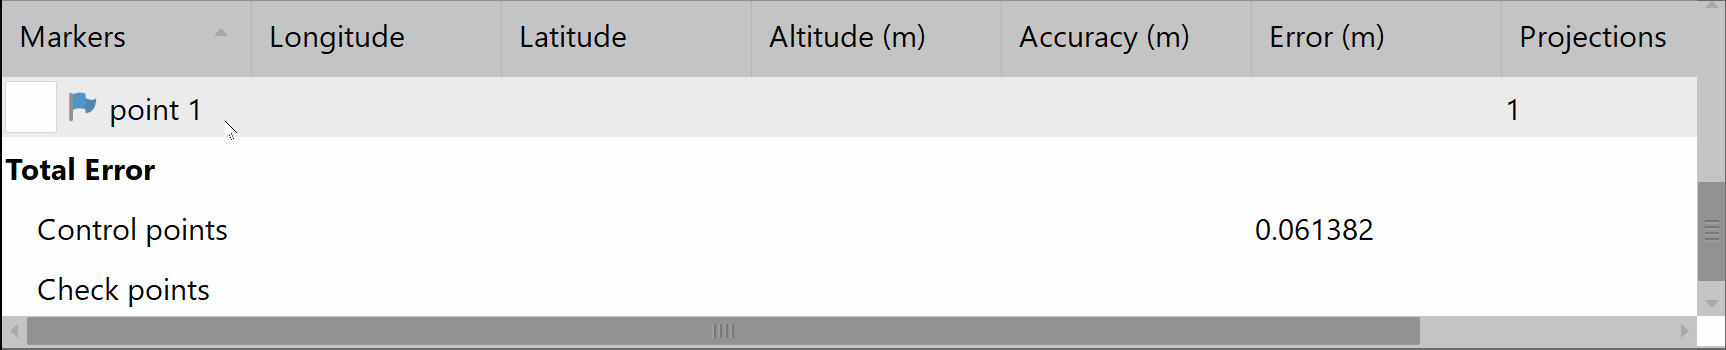 Markers Longitude Latitude Altitude (m) Accuracy (m) Error (m) Projections
point 1 1
Total Error
Control points 0.061382
Check points